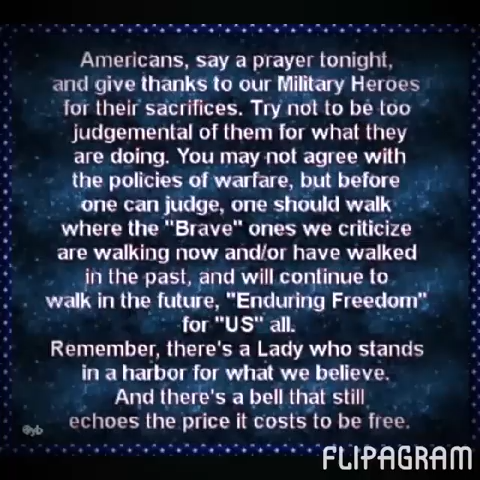 Americans, say a prayer tonight,
and give thanks to our Military Heroes
for their sacrifices. Try not to be too
judgemental of them for what they
are doing. You may not agree with
the policies of warfare, but before
one can judge, one should walk
where the "Brave" ones we criticize
are walking now and/or have walked
in the past, and will continue to
walk in the future, "Enduring Freedom"
for "US" all.
Remember, there's a Lady who stands
in a harbor for what we believe.
And there's a bell that still
echoes the price it costs to be free.
©yb
FLIPAGRAM